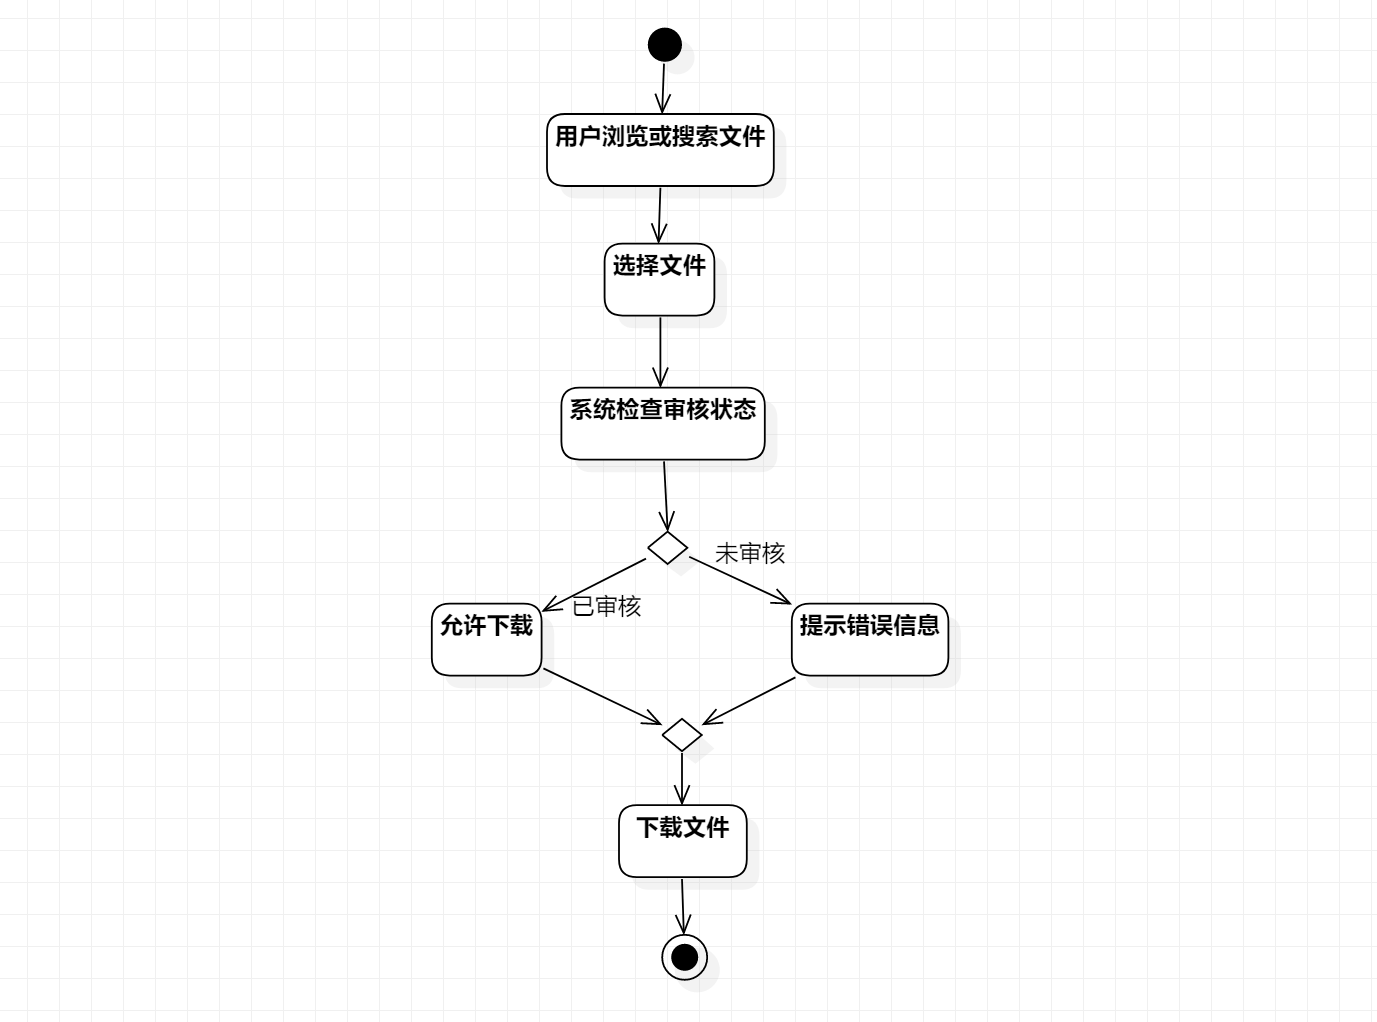 用户浏览或搜索文件
选择文件
系统检查审核状态
未审核
已审核
允许下载
提示错误信息
下载文件